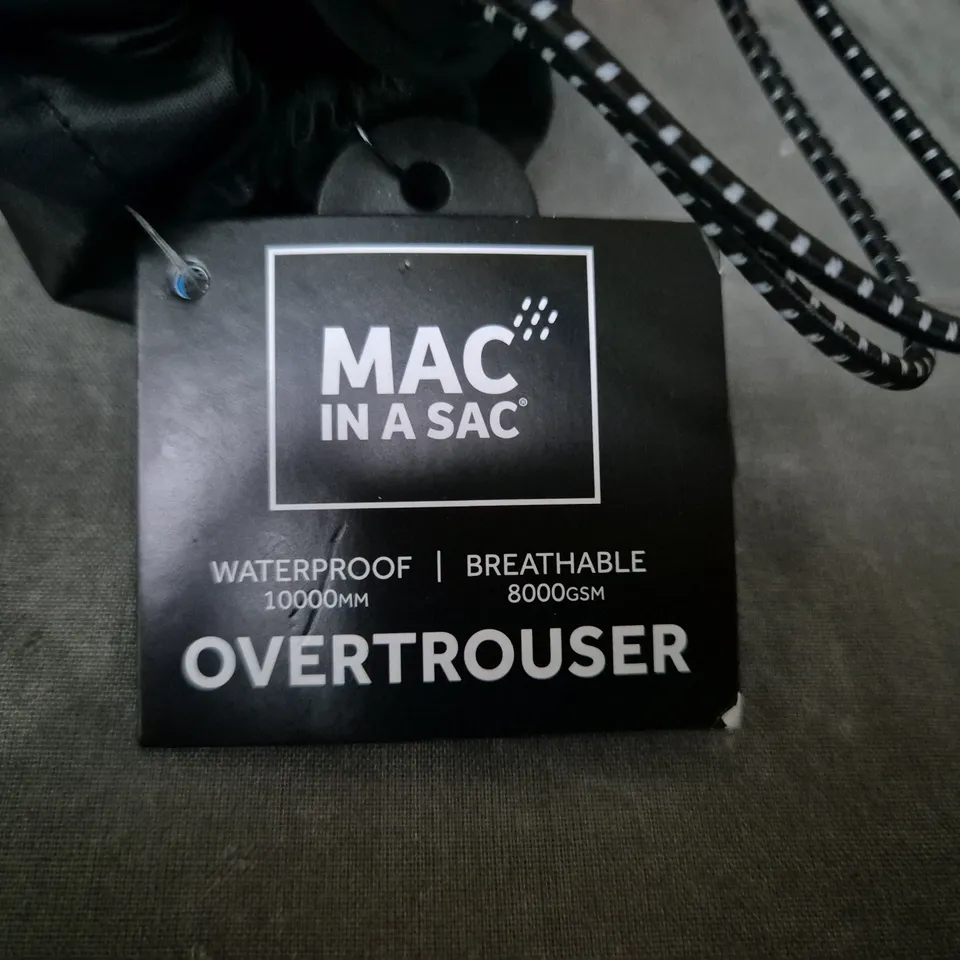 MAC
IN A SAC®
WATERPROOF | BREATHABLE
10000MM 8000GSM
OVERTROUSER